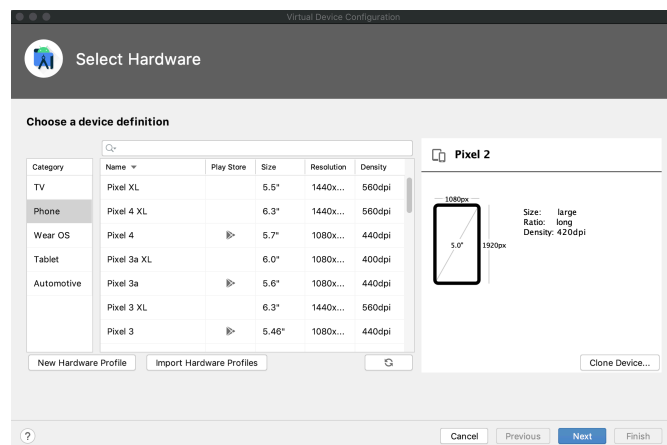 Virtual Device Configuration
Select Hardware
Choose a device definition
Category Name Play Store Size Resolution Density
TV Pixel XL 5.5" 1440x... 560dpi
Phone Pixel 4 XL 6.3" 1440x... 560dpi
Wear OS Pixel 4 5.7" 1080x... 440dpi
Tablet Pixel 3a XL 6.0" 1080x... 400dpi
Automotive Pixel 3a 5.6" 1080x... 440dpi
Pixel 3 XL 6.3" 1440x... 560dpi
Pixel 3 5.46" 1080x... 440dpi
New Hardware Profile Import Hardware Profiles
Pixel 2
1080px
5.0" 1920px
Size: large
Ratio: long
Density: 420dpi
Clone Device...
? Cancel Previous Next Finish